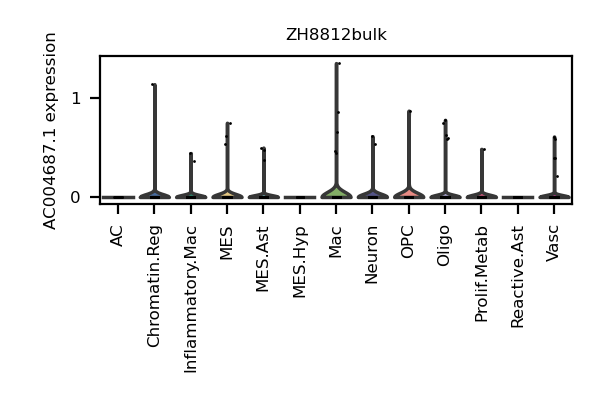 ZH8812bulk
AC004687.1 expression
1
0
AC
Chromatin.Reg
Inflammatory.Mac
MES
MES.Ast
MES.Hyp
Mac
Neuron
OPC
Oligo
Prolif.Metab
Reactive.Ast
Vasc